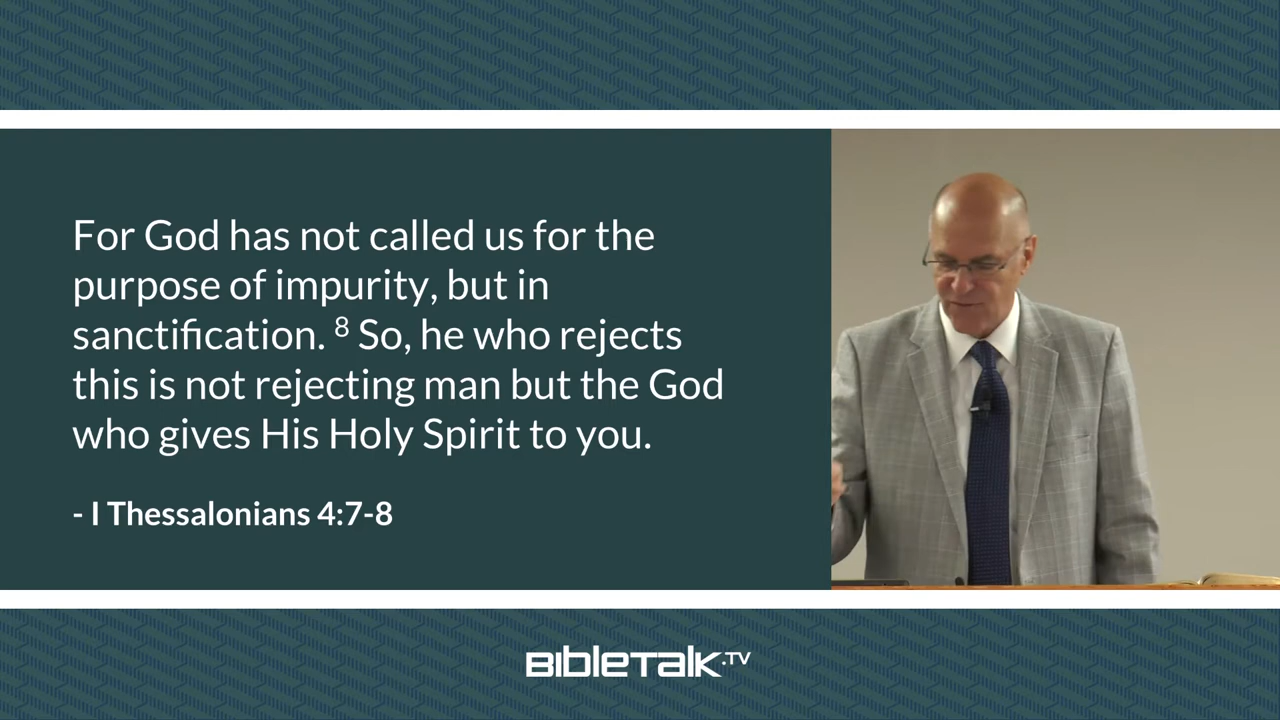 For God has not called us for the
purpose of impurity, but in
sanctification. 8 So, he who rejects
this is not rejecting man but the God
who gives His Holy Spirit to you.
- I Thessalonians 4:7-8
BIBLETALK.TV